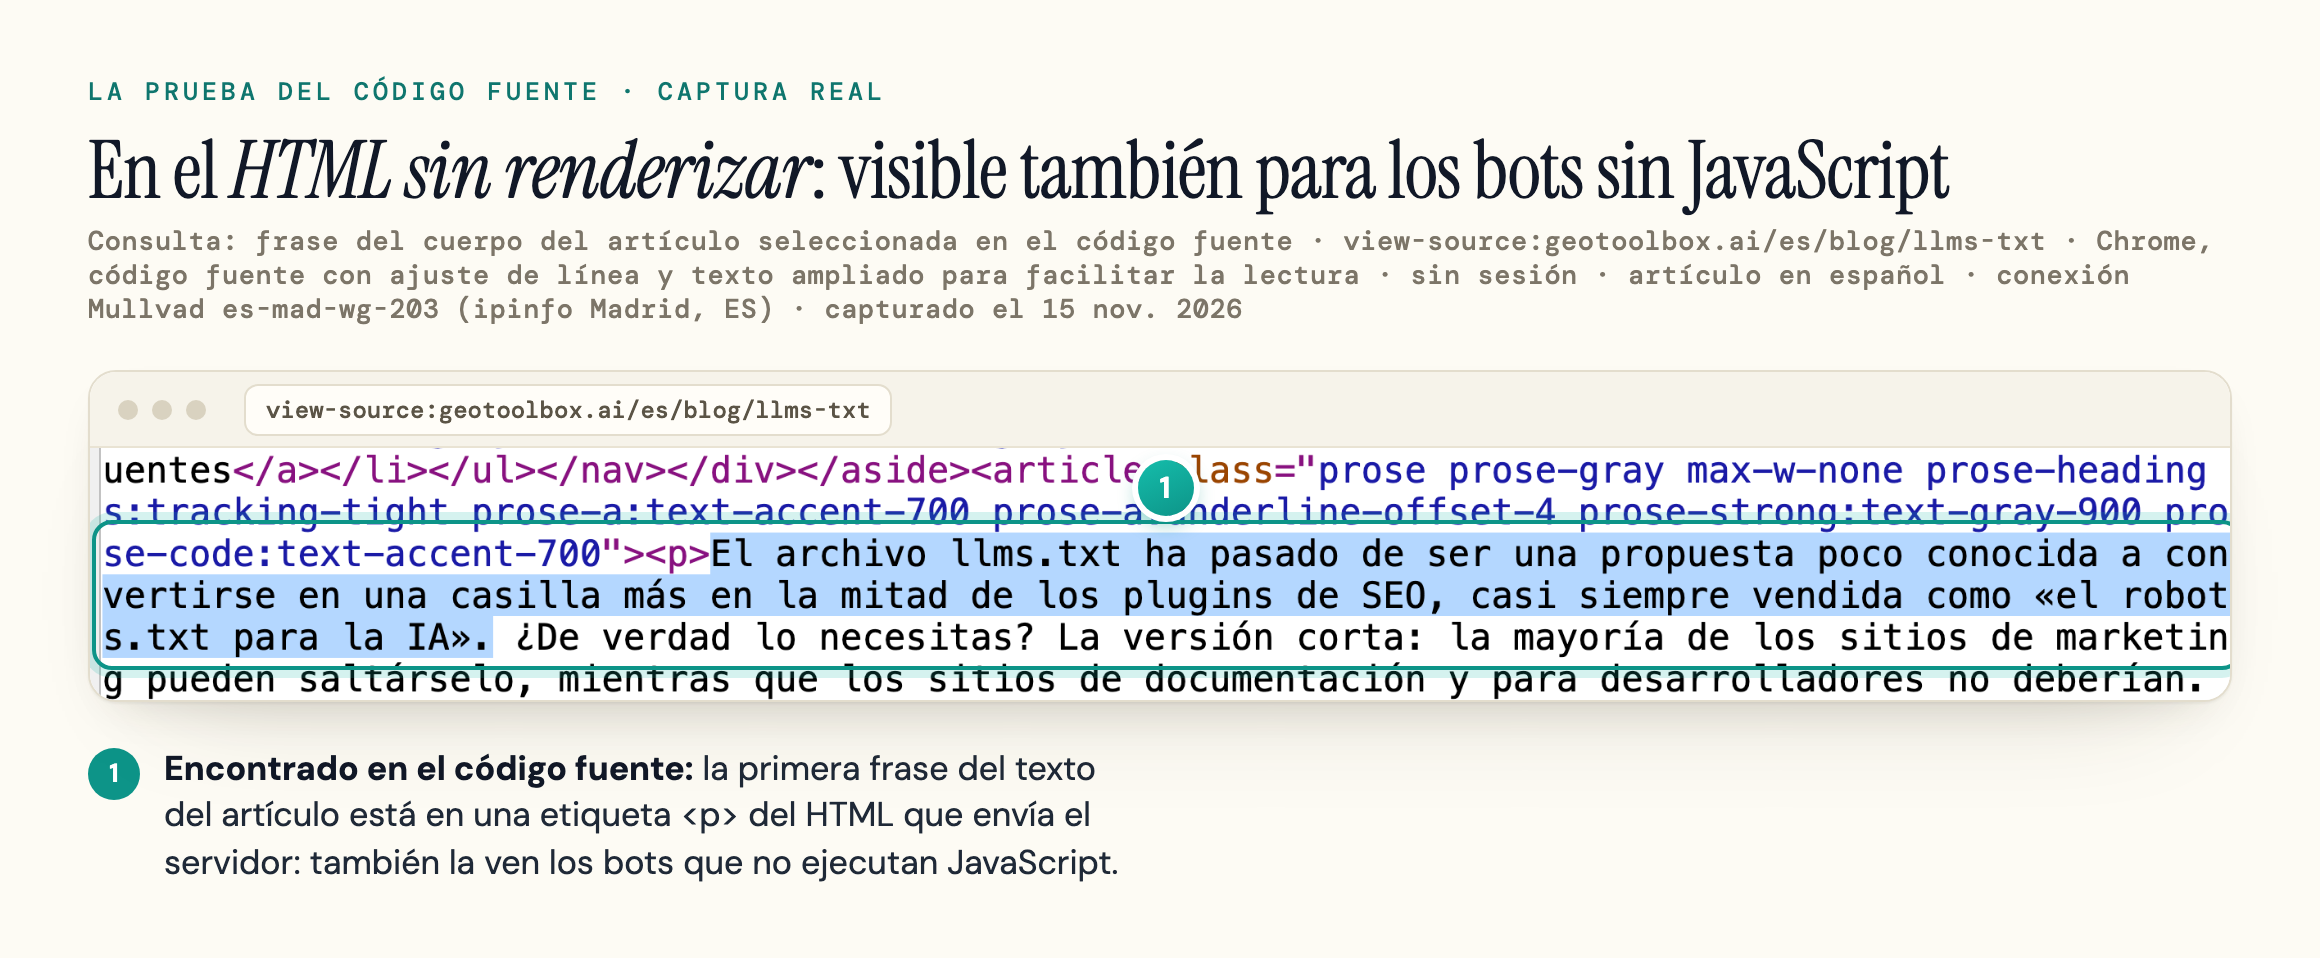 LA PRUEBA DEL CÓDIGO FUENTE · CAPTURA REAL
En el HTML sin renderizar: visible también para los bots sin JavaScript
Consulta: frase del cuerpo del artículo seleccionada en el código fuente · view-source:geotoolbox.ai/es/blog/llms-txt · Chrome,
código fuente con ajuste de línea y texto ampliado para facilitar la lectura · sin sesión · artículo en español · conexión
Mullvad es-mad-wg-203 (ipinfo Madrid, ES) · capturado el 15 nov. 2026
view-source:geotoolbox.ai/es/blog/llms-txt
uentes</a></li></ul></nav></div></aside><article lass="prose prose-gray max-w-none prose-heading
1
s:tracking-tight prose-a:text-accent-700 prose-a underline-offset-4 prose-strong:text-gray-900 pro
se-code:text-accent-700"><p>El archivo llms.txt ha pasado de ser una propuesta poco conocida a con
vertirse en una casilla más en la mitad de los plugins de SEO, casi siempre vendida como «el robot
s.txt para la IA». ¿De verdad lo necesitas? La versión corta: la mayoría de los sitios de marketin
g pueden saltárselo, mientras que los sitios de documentación y para desarrolladores no deberían.
1 Encontrado en el código fuente: la primera frase del texto
del artículo está en una etiqueta <p> del HTML que envía el
servidor: también la ven los bots que no ejecutan JavaScript.